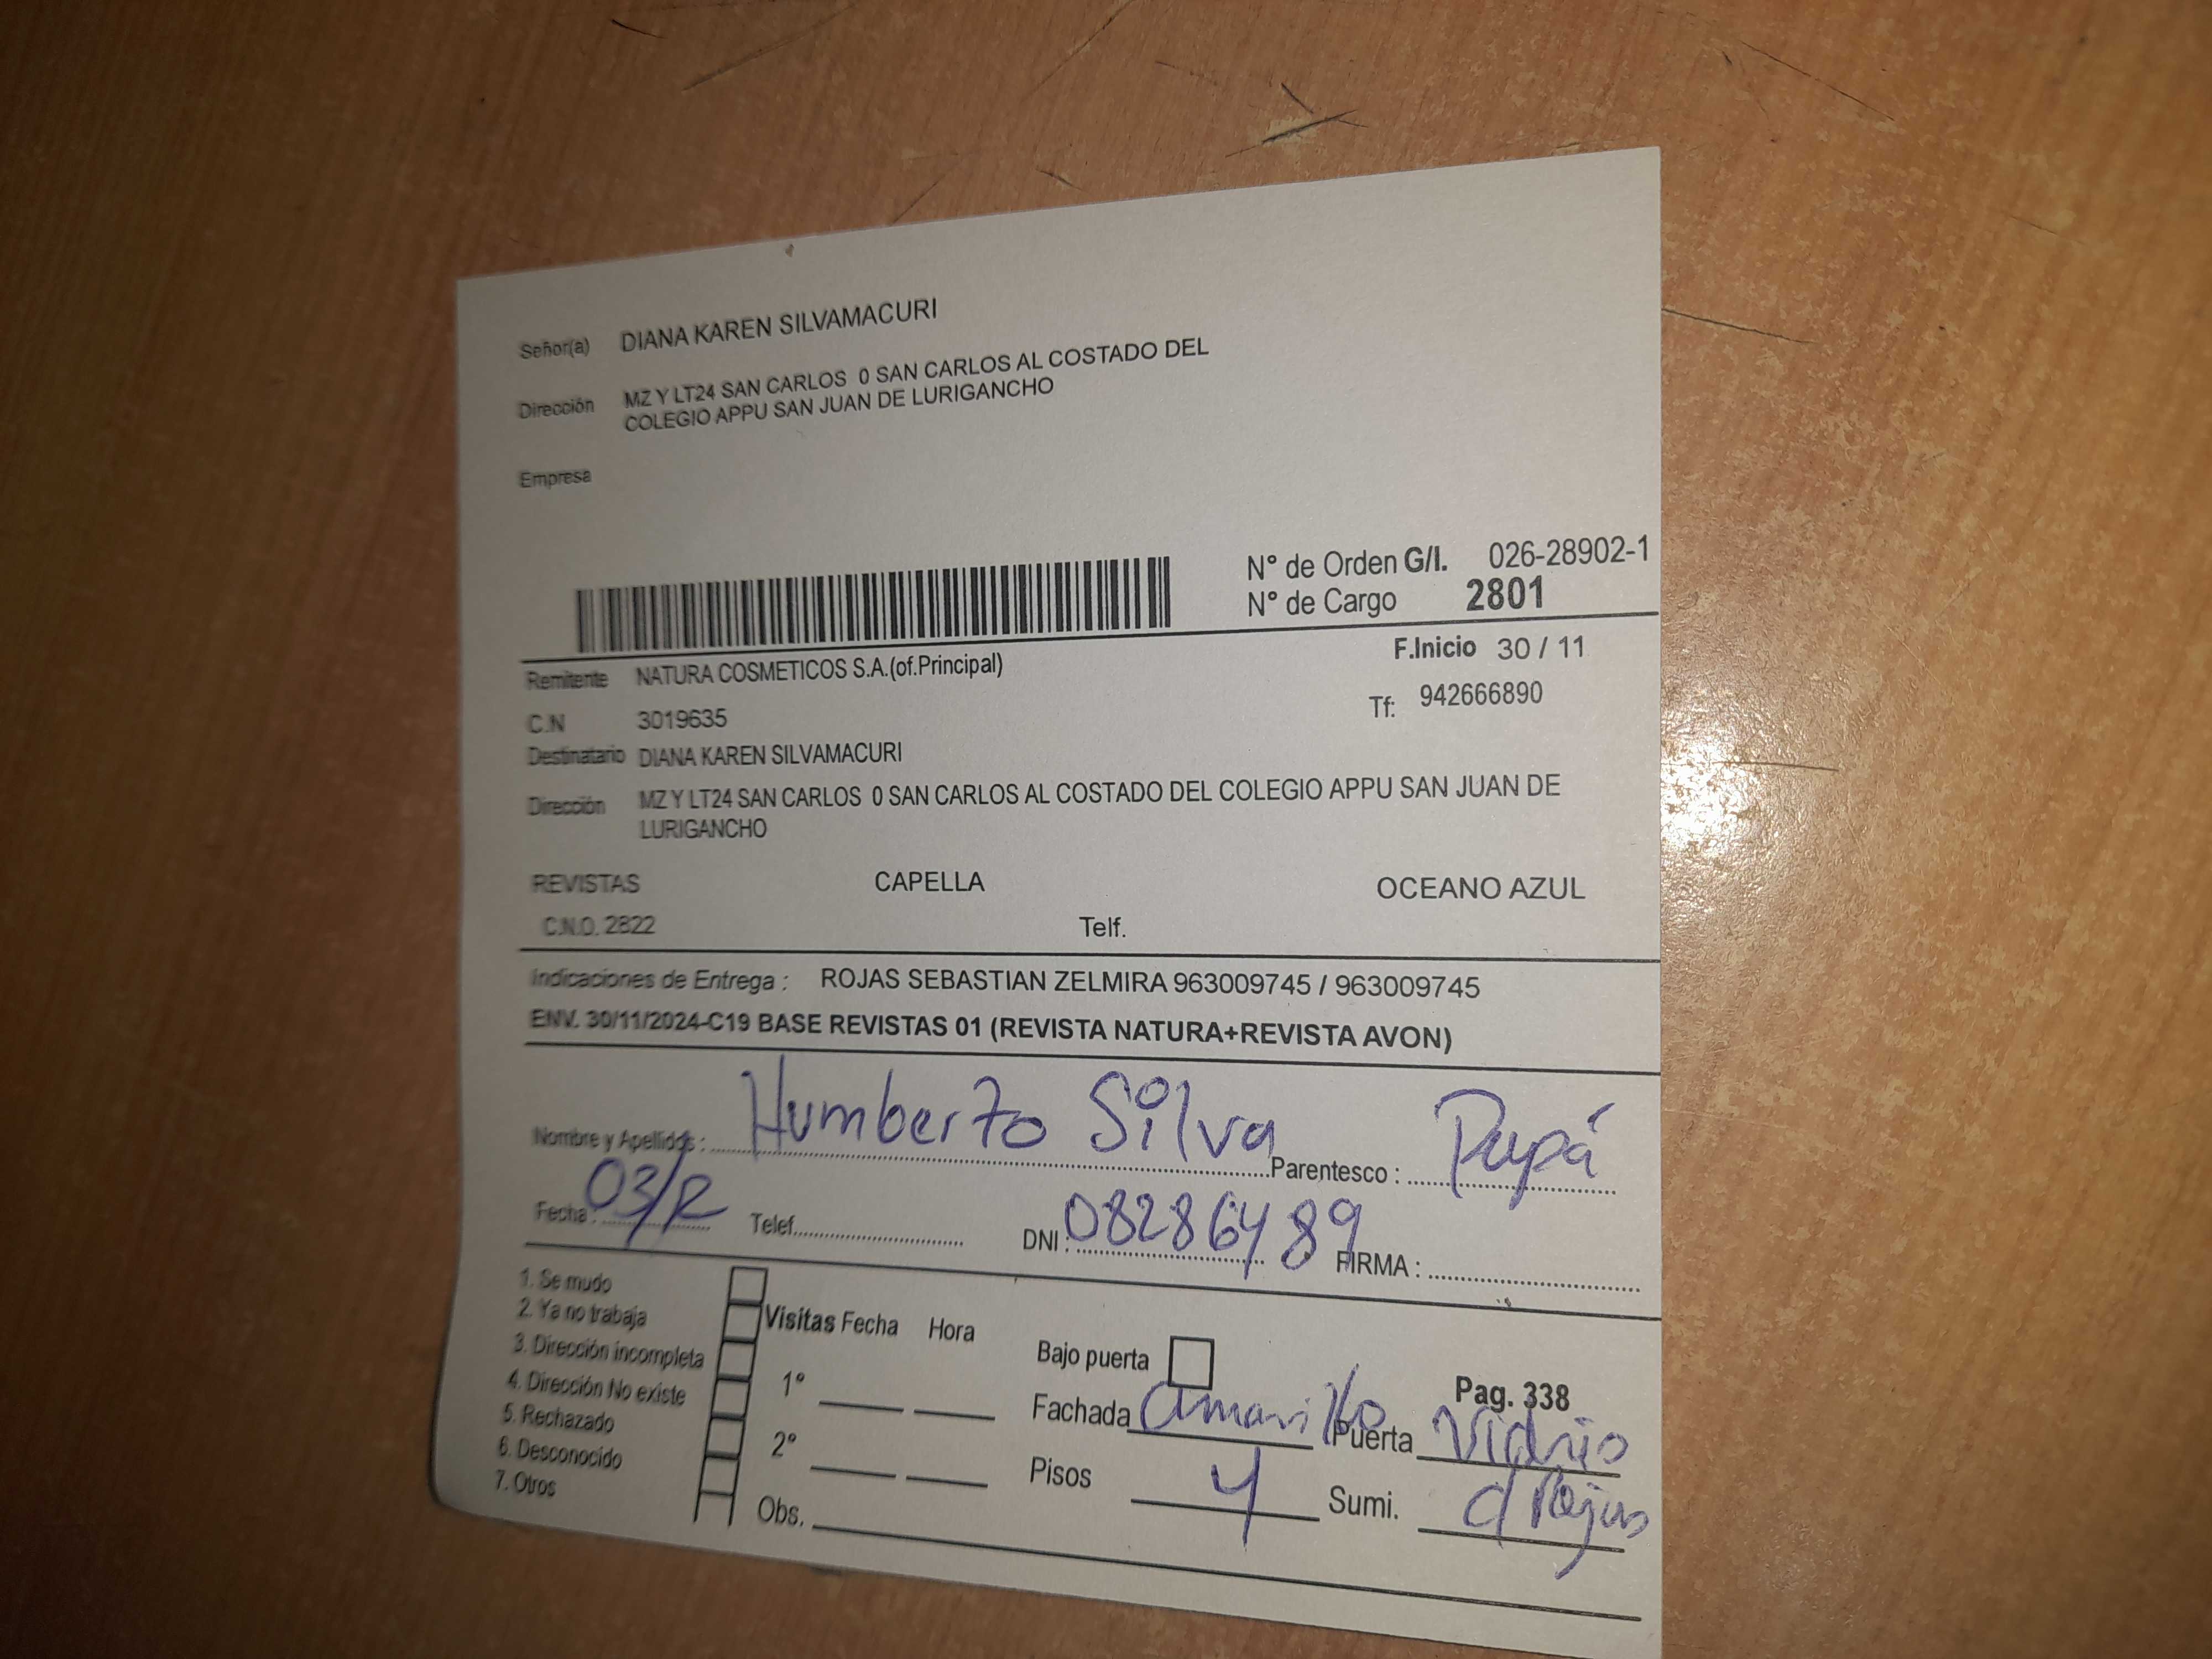 Señor(a) DIANA KAREN SILVAMACURI
Dirección MZ Y LT24 SAN CARLOS 0 SAN CARLOS AL COSTADO DEL
COLEGIO APPU SAN JUAN DE LURIGANCHO
Empresa
N° de Orden G/I. 026-28902-1
N° de Cargo 2801
F.Inicio 30 / 11
Remitente NATURA COSMETICOS S.A.(of.Principal)
Tf: 942666890
C.N 3019635
Destinatario DIANA KAREN SILVAMACURI
Dirección MZ Y LT24 SAN CARLOS 0 SAN CARLOS AL COSTADO DEL COLEGIO APPU SAN JUAN DE
LURIGANCHO
REVISTAS CAPELLA OCEANO AZUL
C.N.O. 2822 Telf.
Indicaciones de Entrega : ROJAS SEBASTIAN ZELMIRA 963009745 / 963009745
ENV. 30/11/2024-C19 BASE REVISTAS 01 (REVISTA NATURA+REVISTA AVON)
Nombre y Apellidos : Humberto Silva Parentesco : Papá
Fecha : 03/12 Telef. DNI : 08286489 FIRMA :
1. Se mudo
2. Ya no trabaja
3. Dirección incompleta
4. Dirección No existe
5. Rechazado
6. Desconocido
7. Otros
Visitas Fecha Hora
1°
2°
Obs.
Bajo puerta
Pag. 338
Fachada Amarillo Puerta Vidrio
Pisos 4 Sumi. d Rejas